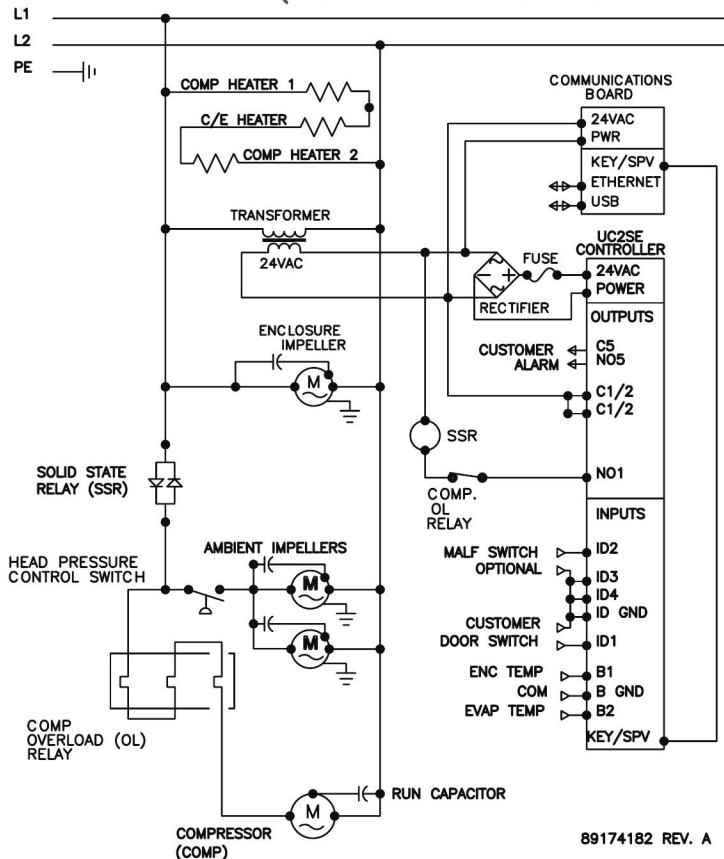 L1
L2
PE
COMP HEATER 1
C/E HEATER
COMP HEATER 2
TRANSFORMER
24VAC
COMMUNICATIONS
BOARD
24VAC
PWR
KEY/SPV
ETHERNET
USB
UC2SE
CONTROLLER
FUSE
24VAC
POWER
RECTIFIER
OUTPUTS
ENCLOSURE
IMPELLER
M
CUSTOMER
ALARM
C5
NO5
C1/2
C1/2
SSR
SOLID STATE
RELAY (SSR)
COMP.
OL
RELAY
NO1
INPUTS
HEAD PRESSURE
CONTROL SWITCH
AMBIENT IMPELLERS
M
M
MALF SWITCH
OPTIONAL
ID2
ID3
ID4
ID GND
CUSTOMER
DOOR SWITCH
ID1
ENC TEMP
B1
COM
B GND
EVAP TEMP
B2
KEY/SPV
COMP
OVERLOAD (OL)
RELAY
RUN CAPACITOR
M
COMPRESSOR
(COMP)
89174182 REV. A